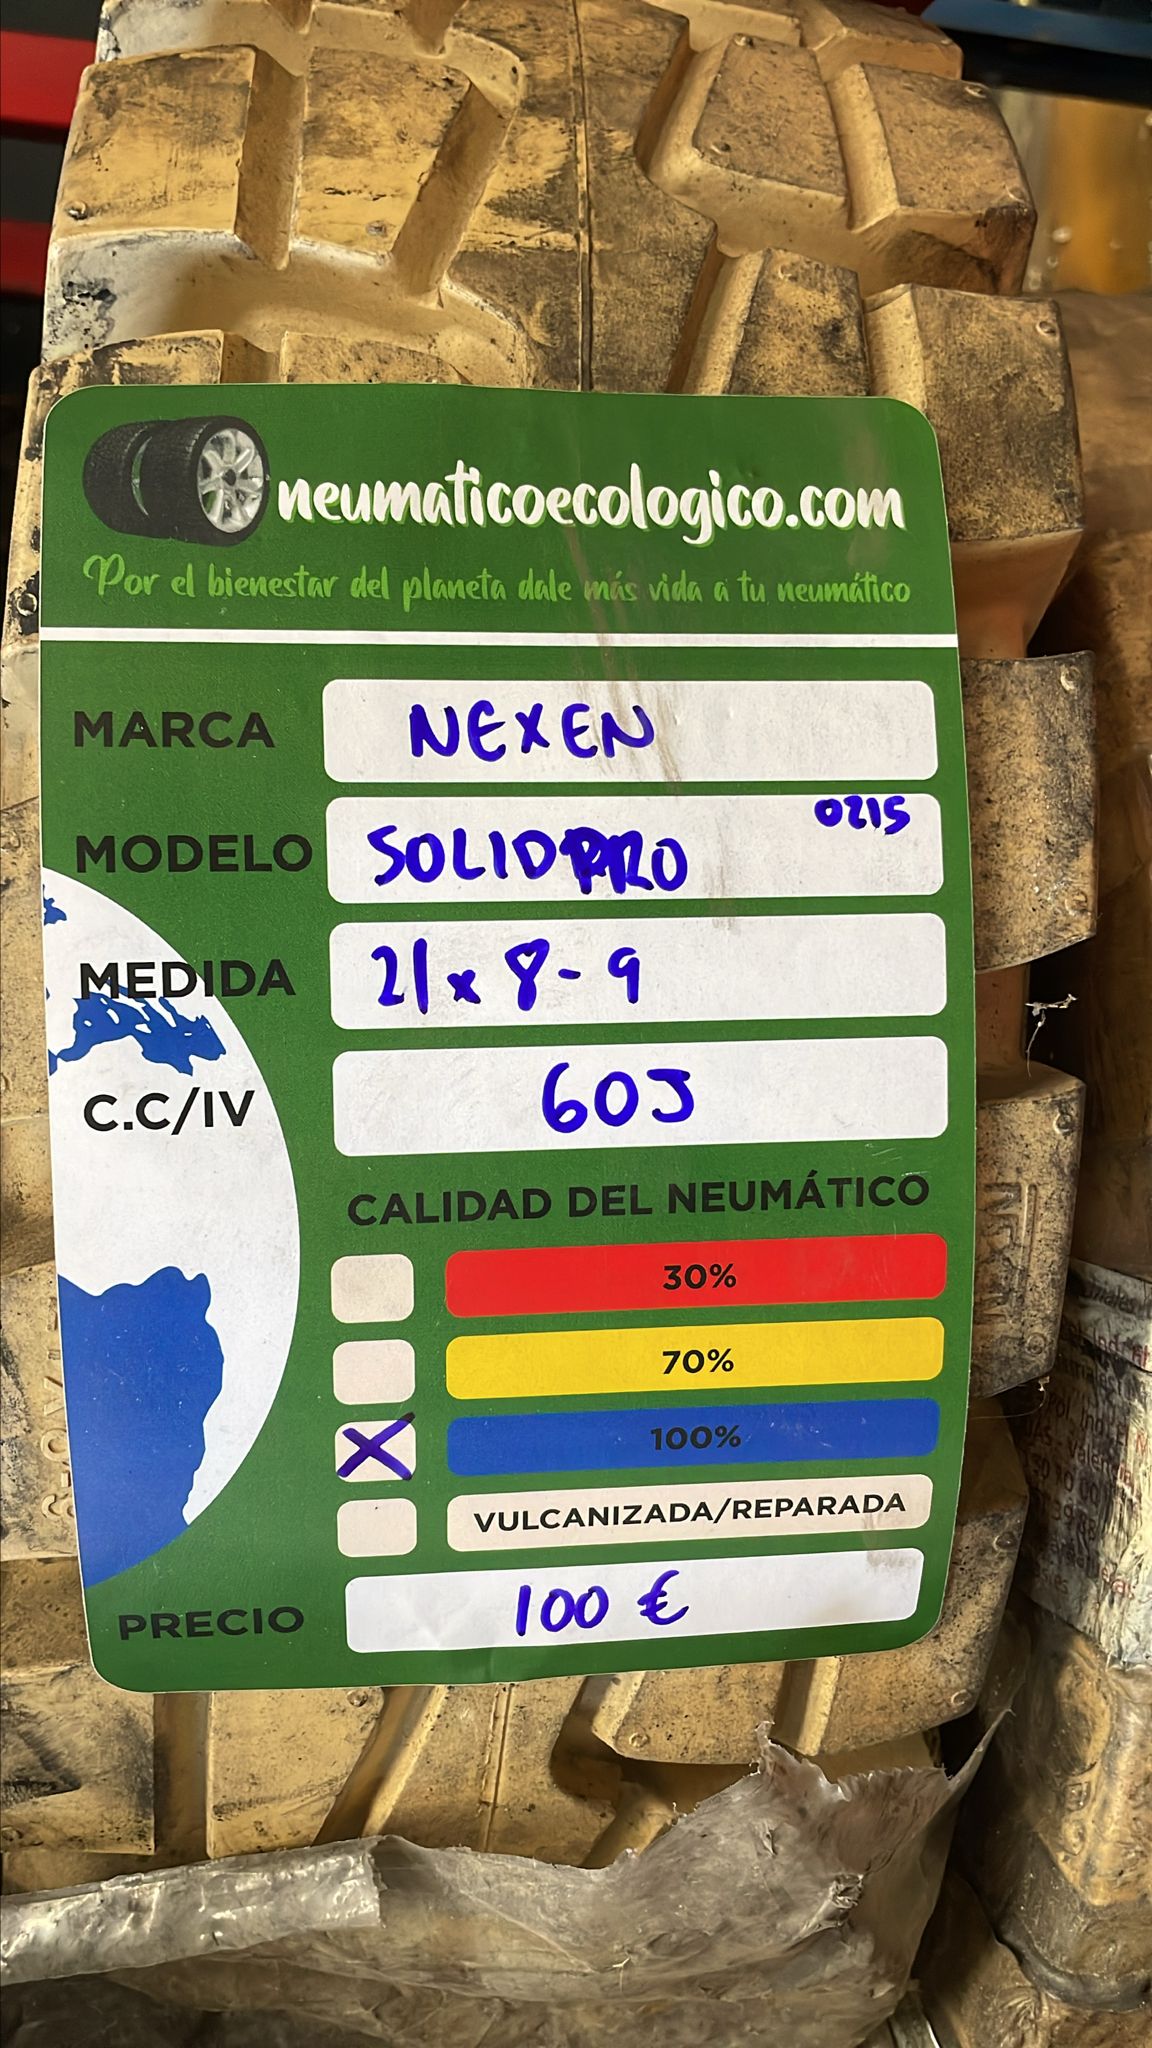 neumaticoecologico.com
Por el bienestar del planeta dale más vida a tu neumático
MARCA NEXEN
0215
MODELO SOLIDPRO
MEDIDA 21x8-9
C.C/IV 60J
CALIDAD DEL NEUMÁTICO
30%
70%
X 100%
VULCANIZADA/REPARADA
PRECIO 100 €
NEXEN